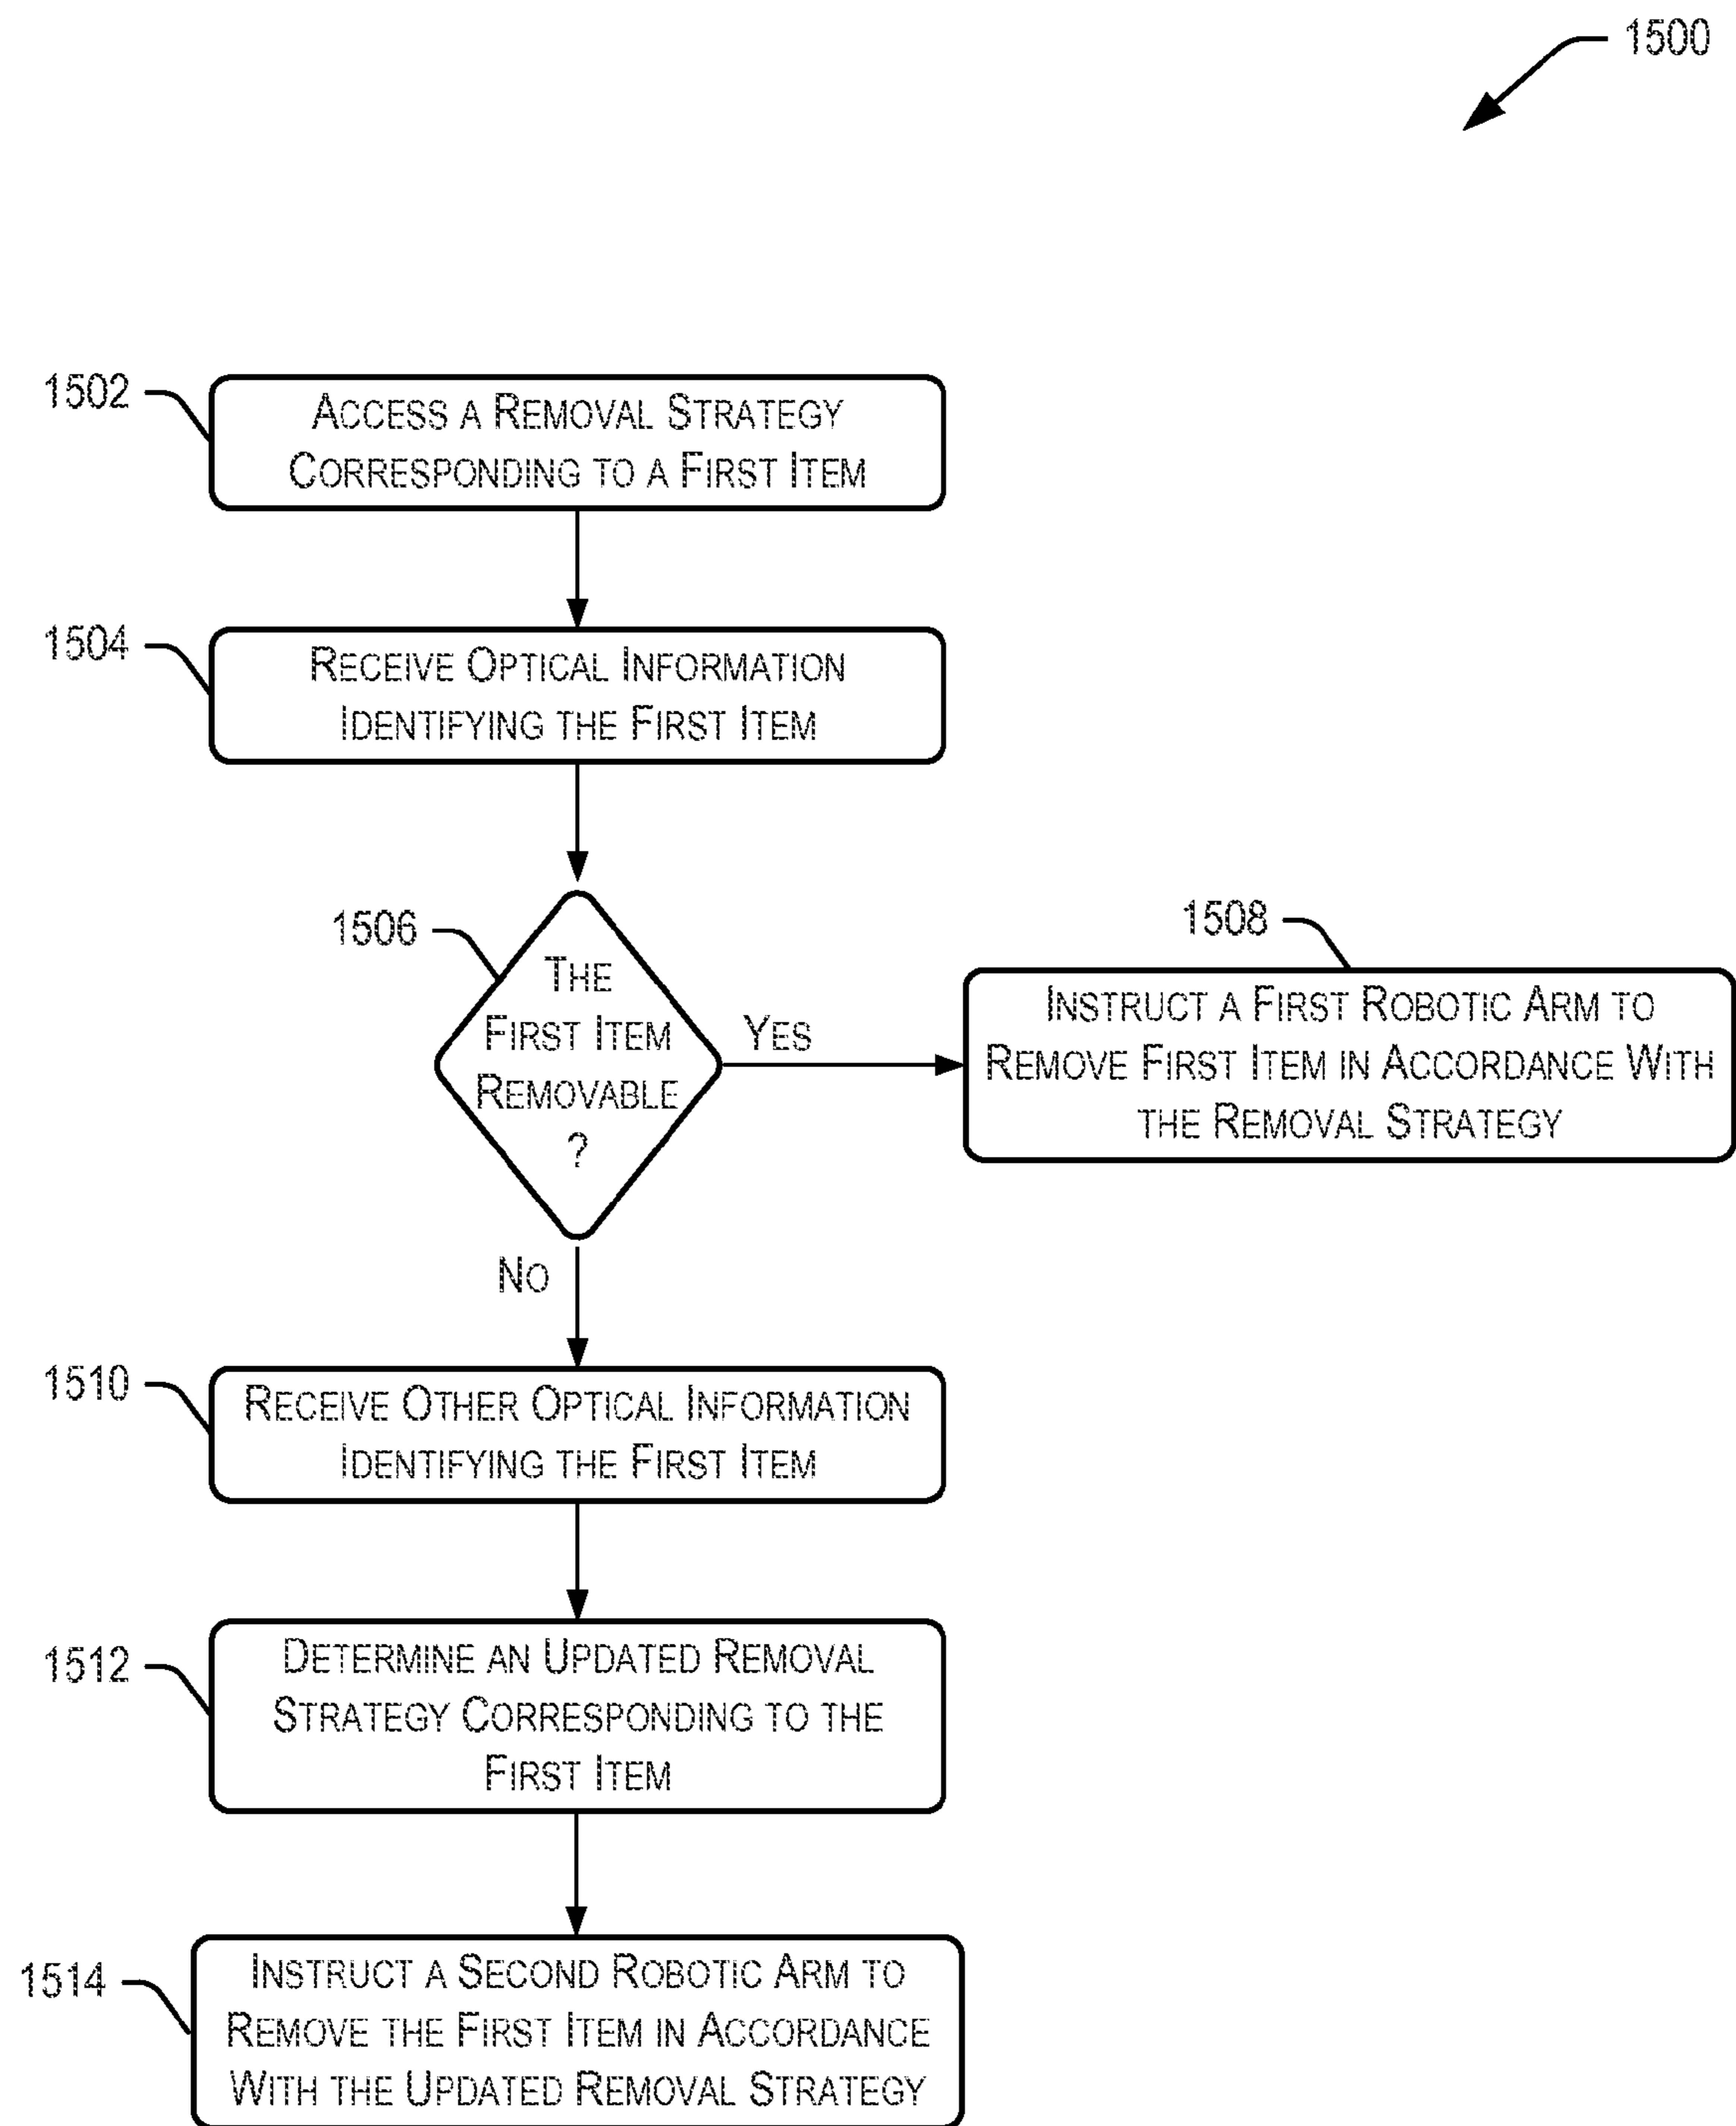 1500
1502
ACCESS A REMOVAL STRATEGY
CORRESPONDING TO A FIRST ITEM
1504
RECEIVE OPTICAL INFORMATION
IDENTIFYING THE FIRST ITEM
1506
THE
FIRST ITEM
REMOVABLE
?
YES
1508
INSTRUCT A FIRST ROBOTIC ARM TO
REMOVE FIRST ITEM IN ACCORDANCE WITH
THE REMOVAL STRATEGY
NO
1510
RECEIVE OTHER OPTICAL INFORMATION
IDENTIFYING THE FIRST ITEM
1512
DETERMINE AN UPDATED REMOVAL
STRATEGY CORRESPONDING TO THE
FIRST ITEM
1514
INSTRUCT A SECOND ROBOTIC ARM TO
REMOVE THE FIRST ITEM IN ACCORDANCE
WITH THE UPDATED REMOVAL STRATEGY